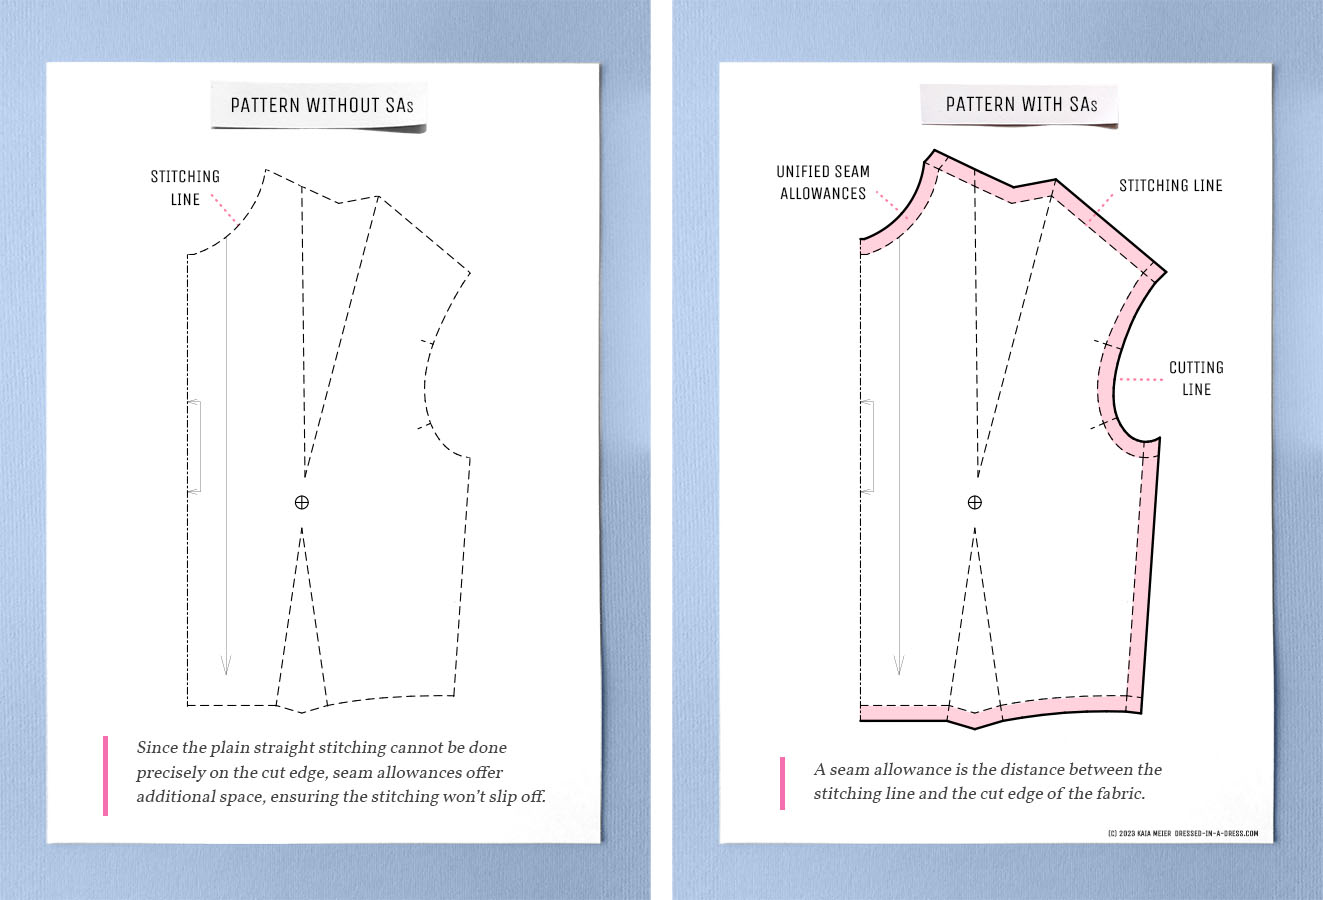 PATTERN WITHOUT SAs
STITCHING
LINE
Since the plain straight stitching cannot be done
precisely on the cut edge, seam allowances offer
additional space, ensuring the stitching won’t slip off.
PATTERN WITH SAs
UNIFIED SEAM
ALLOWANCES
STITCHING LINE
CUTTING
LINE
A seam allowance is the distance between the
stitching line and the cut edge of the fabric.
(C) 2023 KAIA MEIER DRESSED-IN-A-DRESS.COM